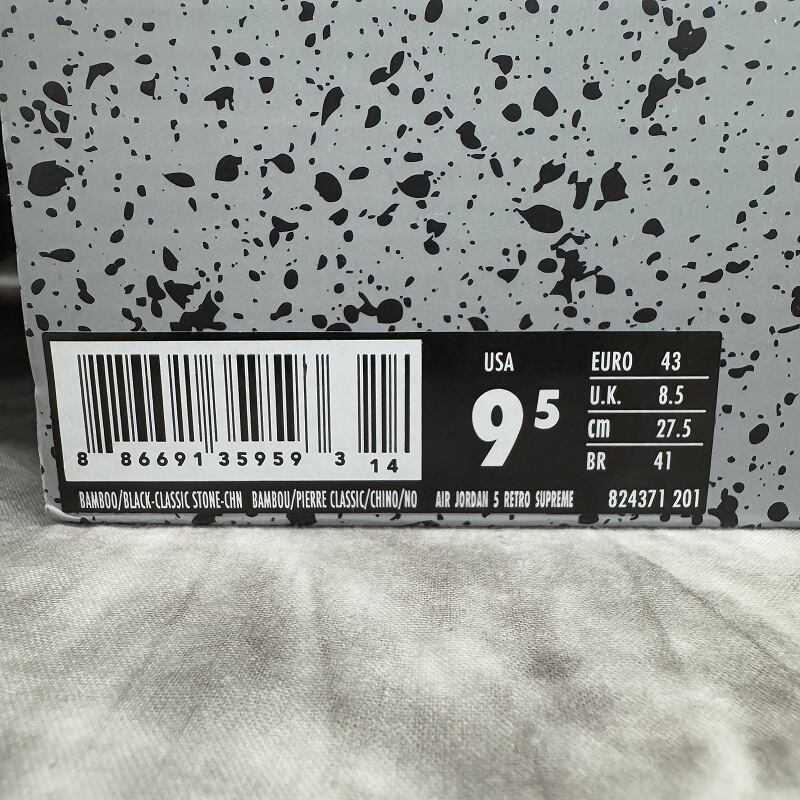 USA
9 5
EURO 43
U.K. 8.5
CM 27.5
BR 41
8 86691 35959 3 14
BAMBOO/BLACK-CLASSIC STONE-CHN BAMBOU/PIERRE CLASSIC/CHINO/NO AIR JORDAN 5 RETRO SUPREME 824371 201